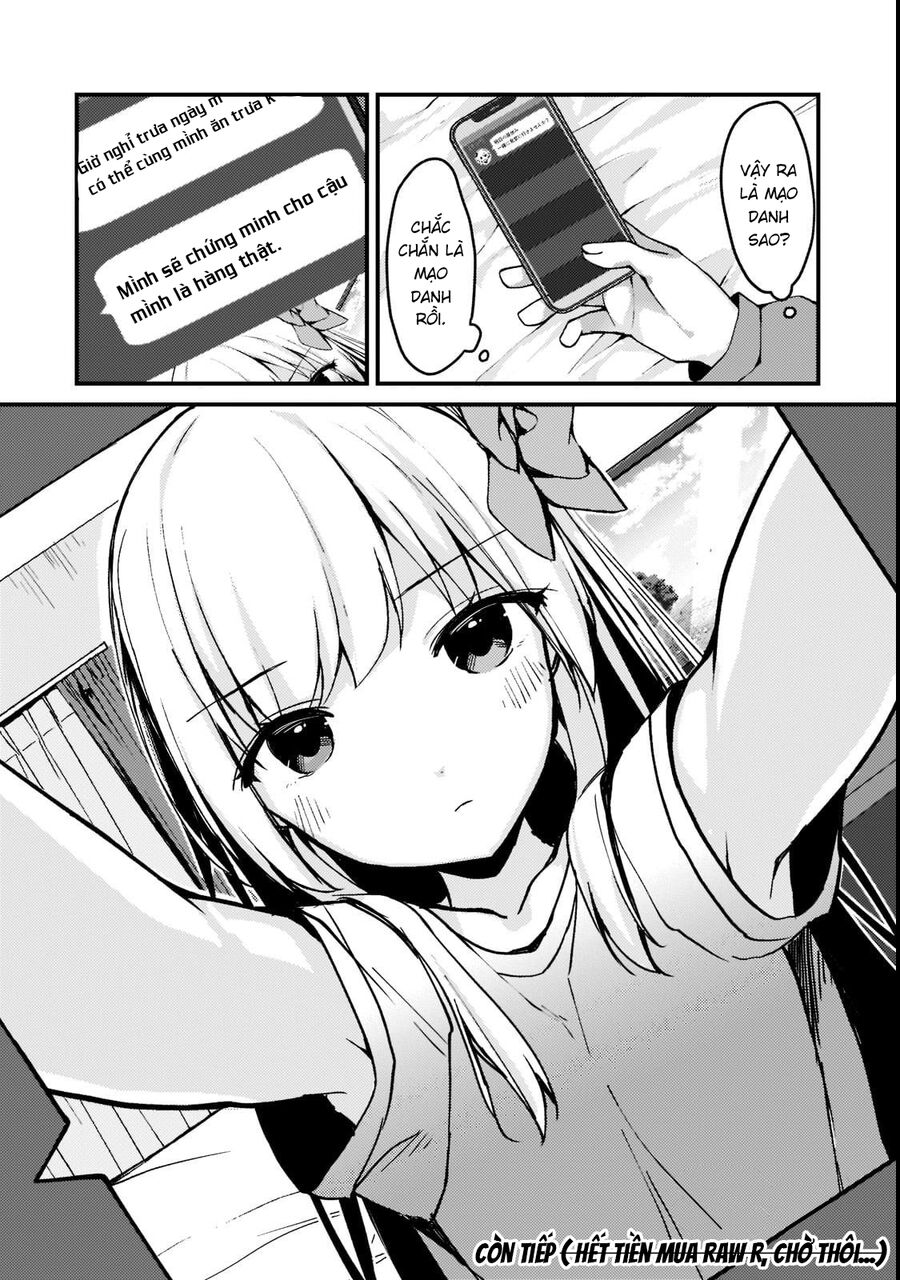 VẬY RA
LÀ MẠO
DANH
SAO?
CHẮC
CHẮN LÀ
MẠO
DANH
RỒI.
Giờ nghỉ trưa ngày m
có thể cùng mình ăn trưa k
Mình sẽ chứng minh cho cậu
mình là hàng thật.
CÒN TIẾP ( HẾT TIỀN MUA RAW R, CHỜ THÔI...)